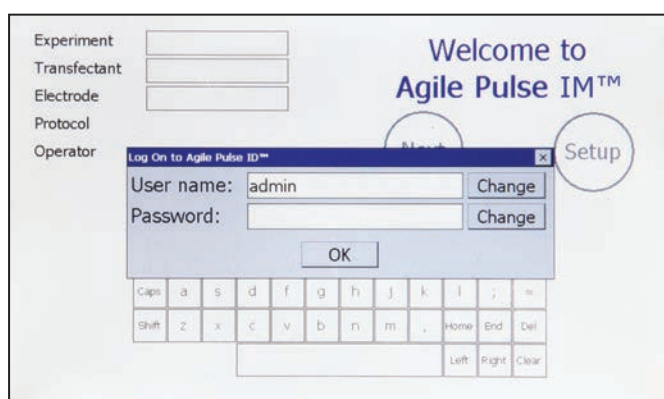 Experiment
Transfectant
Electrode
Protocol
Operator
Welcome to
Agile Pulse IM™
Setup
Log On to Agile Pulse ID™
User name: admin Change
Password: Change
OK
Caps a s d f g h j k l ;
Shift z x c v b n m , Home End Del
Left Right Clear